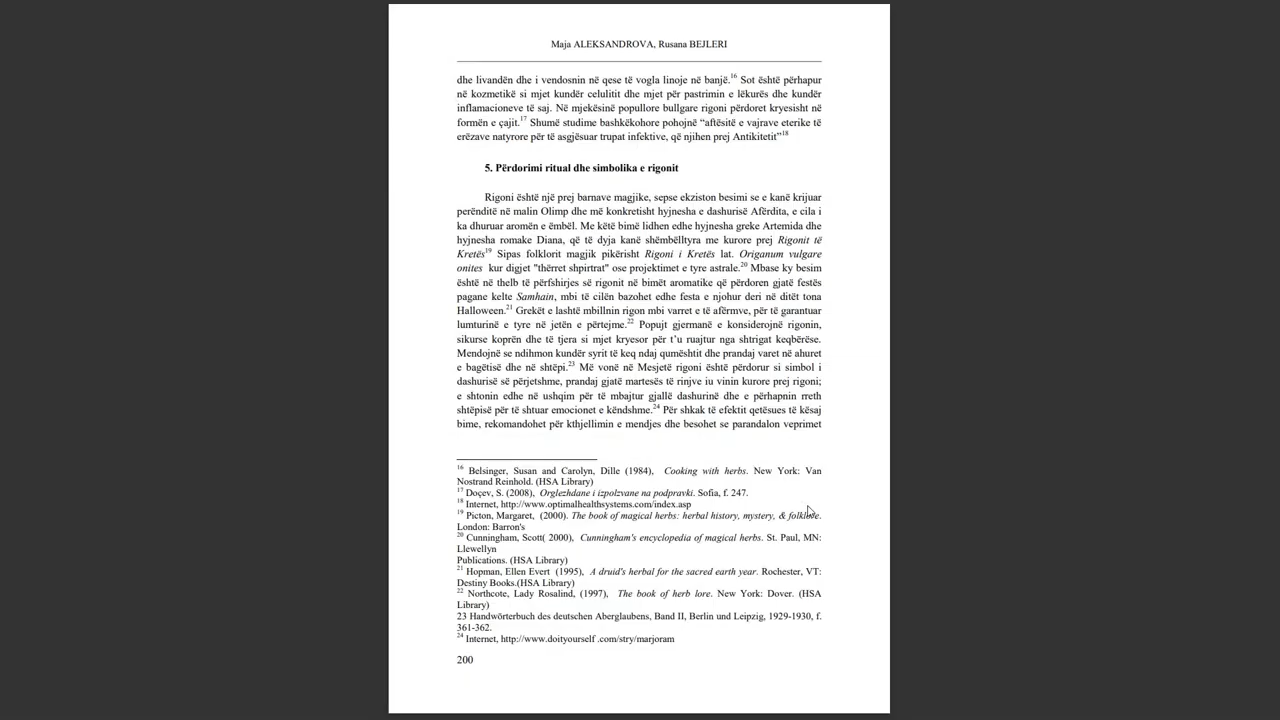 Maja ALEKSANDROVA, Rusana BEJLERI
dhe livandën dhe i vendosnin në qese të vogla linoje në banjë.16 Sot është përhapur
në kozmetikë si mjet kundër celulitit dhe mjet për pastrimin e lëkurës dhe kundër
inflamacioneve të saj. Në mjekësinë popullore bullgare rigoni përdoret kryesisht në
formën e çajit.17 Shumë studime bashkëkohore pohojnë “aftësitë e vajrave eterike të
erëzave natyrore për të asgjësuar trupat infektive, që njihen prej Antikitetit”18
5. Përdorimi ritual dhe simbolika e rigonit
Rigoni është një prej barnave magjike, sepse ekziston besimi se e kanë krijuar
perënditë në malin Olimp dhe më konkretisht hyjnesha e dashurisë Afërdita, e cila i
ka dhuruar aromën e ëmbël. Me këtë bimë lidhen edhe hyjnesha greke Artemida dhe
hyjnesha romake Diana, që të dyja kanë shëmbëlltyra me kurore prej Rigonit të
Kretës19 Sipas folklorit magjik pikërisht Rigoni i Kretës lat. Origanum vulgare
onites kur digjet "thërret shpirtrat" ose projektimet e tyre astrale.20 Mbase ky besim
është në thelb të përfshirjes së rigonit në bimët aromatike që përdoren gjatë festës
pagane kelte Samhain, mbi të cilën bazohet edhe festa e njohur deri në ditët tona
Halloween.21 Grekët e lashtë mbillnin rigon mbi varret e të afërmve, për të garantuar
lumturinë e tyre në jetën e përtejme.22 Popujt gjermanë e konsiderojnë rigonin,
sikurse koprën dhe të tjera si mjet kryesor për t’u ruajtur nga shtrigat keqbërëse.
Mendojnë se ndihmon kundër syrit të keq ndaj qumështit dhe prandaj varet në ahuret
e bagëtisë dhe në shtëpi.23 Më vonë në Mesjetë rigoni është përdorur si simbol i
dashurisë së përjetshme, prandaj gjatë martesës të rinjve iu vinin kurore prej rigoni;
e shtonin edhe në ushqim për të mbajtur gjallë dashurinë dhe e përhapnin rreth
shtëpisë për të shtuar emocionet e këndshme.24 Për shkak të efektit qetësues të kësaj
bime, rekomandohet për kthjellimin e mendjes dhe besohet se parandalon veprimet
16 Belsinger, Susan and Carolyn, Dille (1984), Cooking with herbs. New York: Van
Nostrand Reinhold. (HSA Library)
17 Doçev, S. (2008), Orglezhdane i izpolzvane na podpravki. Sofia, f. 247.
18 Internet, http://www.optimalhealthsystems.com/index.asp
19 Picton, Margaret, (2000). The book of magical herbs: herbal history, mystery, & folklore.
London: Barron's
20 Cunningham, Scott( 2000), Cunningham's encyclopedia of magical herbs. St. Paul, MN:
Llewellyn
Publications. (HSA Library)
21 Hopman, Ellen Evert (1995), A druid's herbal for the sacred earth year. Rochester, VT:
Destiny Books.(HSA Library)
22 Northcote, Lady Rosalind, (1997), The book of herb lore. New York: Dover. (HSA
Library)
23 Handwörterbuch des deutschen Aberglaubens, Band II, Berlin und Leipzig, 1929-1930, f.
361-362.
24 Internet, http://www.doityourself .com/stry/marjoram
200